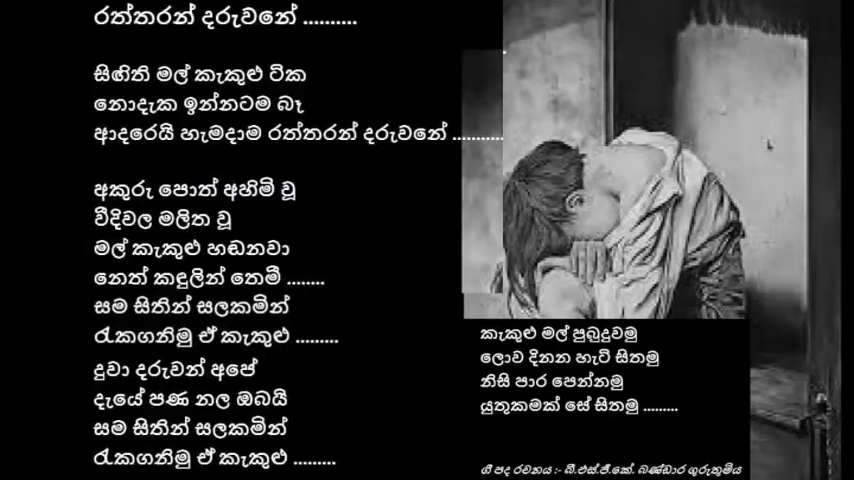 රත්තරන් දරුවනේ ..........
සිඟිති මල් කැකුළු ටික
නොදැක ඉන්නටම බෑ
ආදරෙයි හැමදාම රත්තරන් දරුවනේ ..........
අකුරු පොත් අහිමි වූ
වීදිවල මලින වූ
මල් කැකුළු හඬනවා
නෙත් කඳුලින් තෙමී ........
සම සිතින් සලකමින්
රැකගනිමු ඒ කැකුළු .........
දුවා දරුවන් අපේ
දැයේ පණ නල ඔබයි
සම සිතින් සලකමින්
රැකගනිමු ඒ කැකුළු .........
කැකුළු මල් පුබුදුවමු
ලොව දිනන හැටි සිතමු
නිසි පාර පෙන්නමු
යුතුකමක් සේ සිතමු .........
ගී පද රචනය :- බී.එස්.ජී.කේ. බණ්ඩාර ගුරුතුමිය